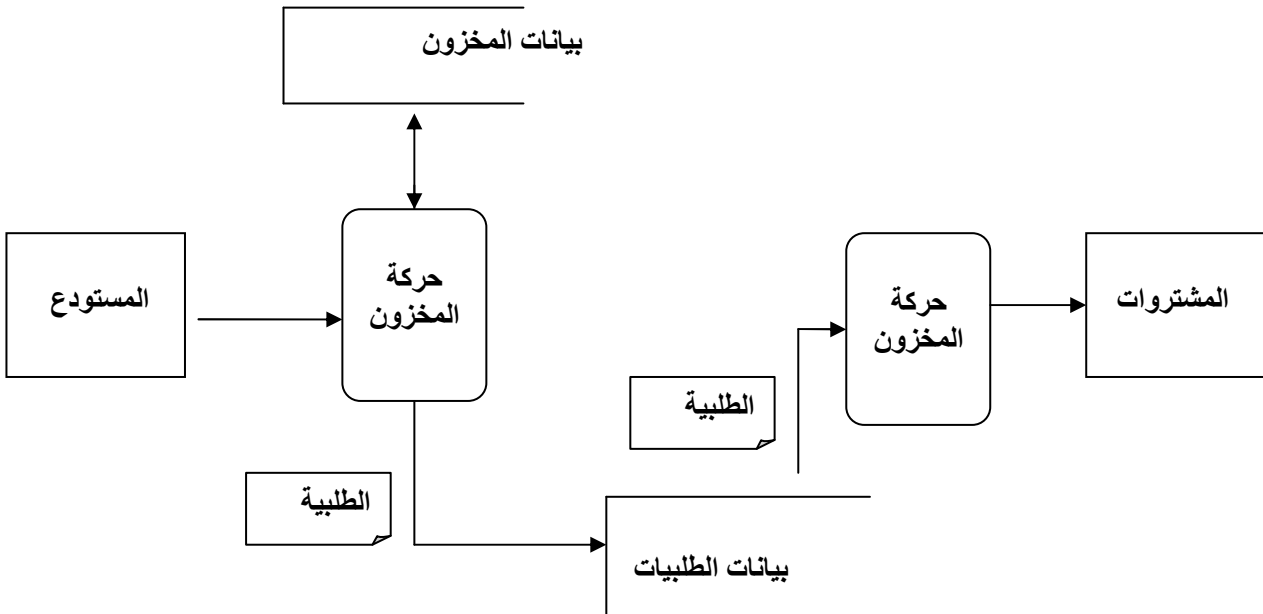 بيانات المخزون
المستودع
حركة
المخزون
حركة
المخزون
المشتروات
الطلبية
الطلبية
بيانات الطلبيات